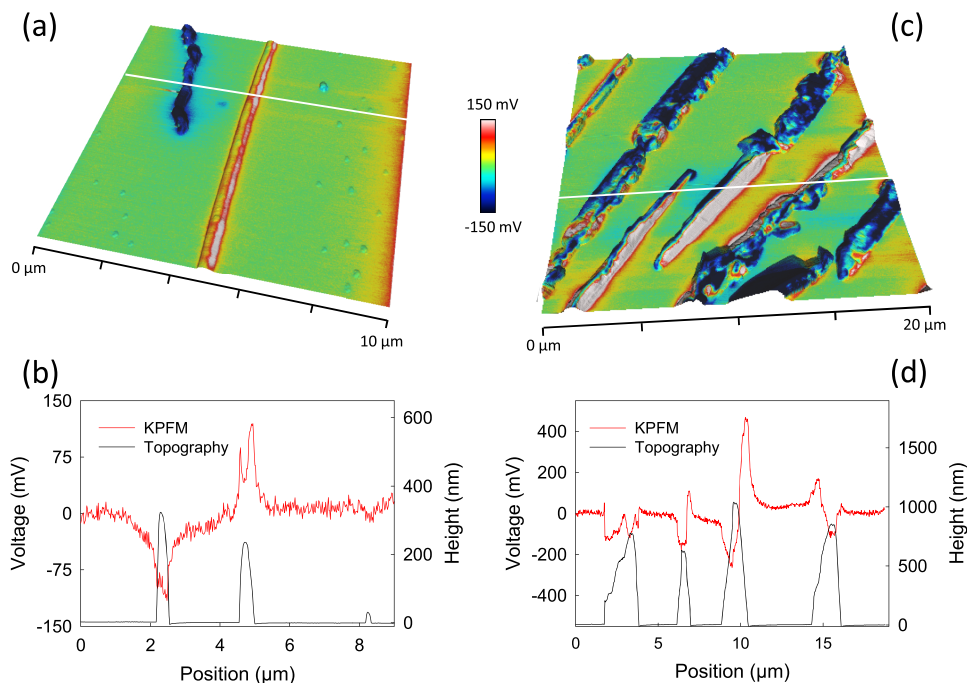 (a)
(c)
150 mV
-150 mV
0 µm
10 µm
0 µm
20 µm
(b)
(d)
150
75
0
-75
-150
Voltage (mV)
KPFM
Topography
600
400
200
0
Height (nm)
0 2 4 6 8
Position (µm)
400
200
0
-200
-400
Voltage (mV)
KPFM
Topography
1500
1000
500
0
Height (nm)
0 5 10 15
Position (µm)